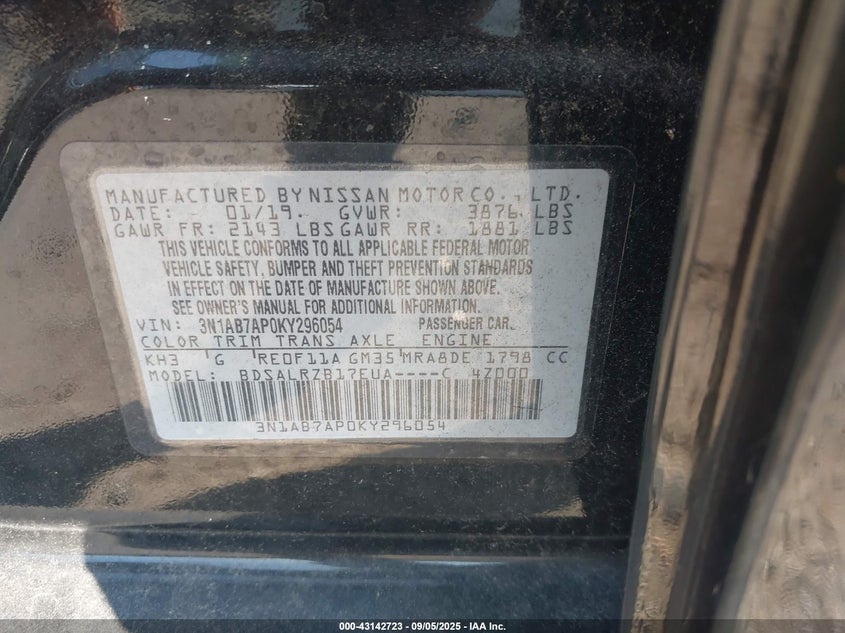 MANUFACTURED BY NISSAN MOTOR CO., LTD.
DATE: 01/19 GVWR: 3876 LBS
GAWR FR: 2143 LBS GAWR RR: 1881 LBS
THIS VEHICLE CONFORMS TO ALL APPLICABLE FEDERAL MOTOR
VEHICLE SAFETY, BUMPER AND THEFT PREVENTION STANDARDS
IN EFFECT ON THE DATE OF MANUFACTURE SHOWN ABOVE.
SEE OWNER'S MANUAL FOR ADDITIONAL INFORMATION.
VIN: 3N1AB7AP0KY296054 PASSENGER CAR
COLOR TRIM TRANS AXLE ENGINE
KH3 G RE0F11A GM35 MRA8DE 1798 CC
MODEL: BDSALRZB17EUA----C 4Z000
3N1AB7AP0KY296054
000-43142723 - 09/05/2025 - IAA Inc.